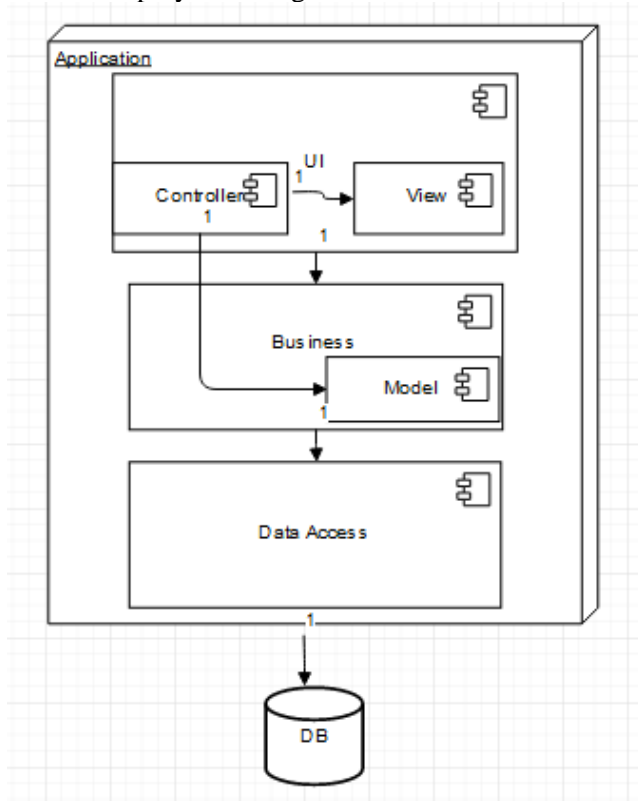 Application
UI
1
Controller
View
1
1
Business
Model
1
Data Access
1
DB